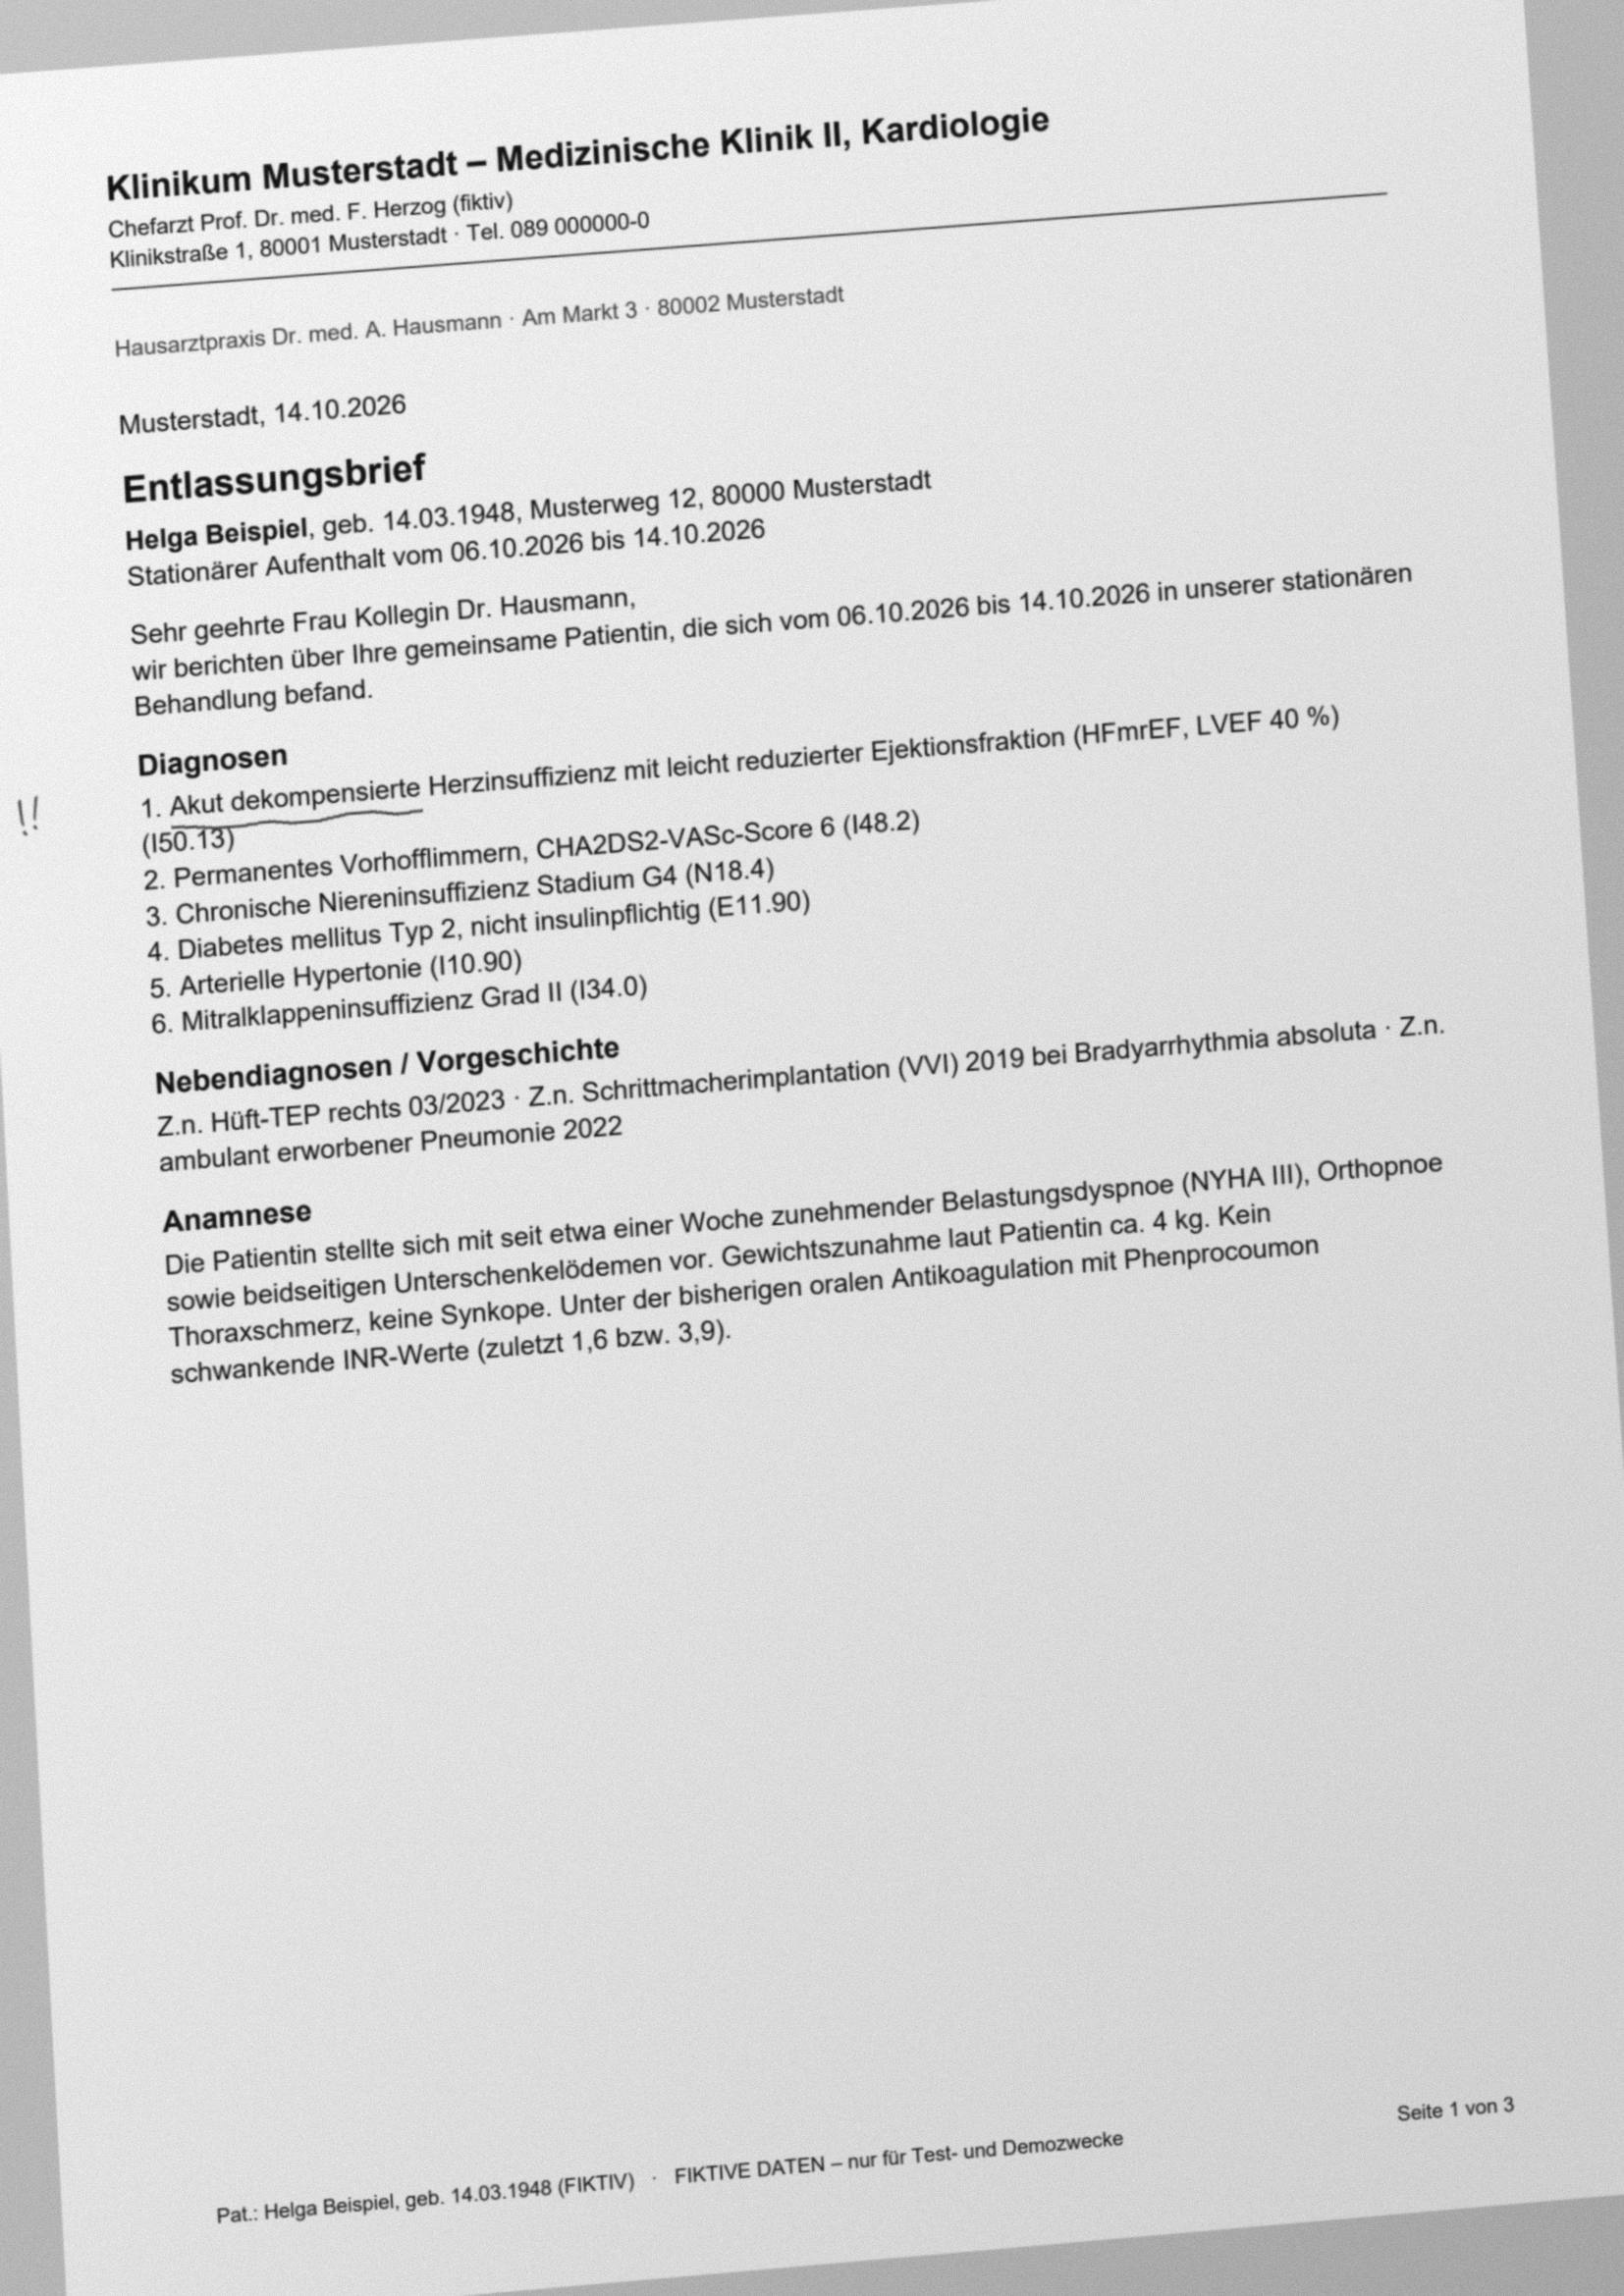 Klinikum Musterstadt – Medizinische Klinik II, Kardiologie
Chefarzt Prof. Dr. med. F. Herzog (fiktiv)
Klinikstraße 1, 80001 Musterstadt · Tel. 089 000000-0
Hausarztpraxis Dr. med. A. Hausmann · Am Markt 3 · 80002 Musterstadt
Musterstadt, 14.10.2026
Entlassungsbrief
Helga Beispiel, geb. 14.03.1948, Musterweg 12, 80000 Musterstadt
Stationärer Aufenthalt vom 06.10.2026 bis 14.10.2026
Sehr geehrte Frau Kollegin Dr. Hausmann,
wir berichten über Ihre gemeinsame Patientin, die sich vom 06.10.2026 bis 14.10.2026 in unserer stationären
Behandlung befand.
Diagnosen
!! 1. Akut dekompensierte Herzinsuffizienz mit leicht reduzierter Ejektionsfraktion (HFmrEF, LVEF 40 %)
(I50.13)
2. Permanentes Vorhofflimmern, CHA2DS2-VASc-Score 6 (I48.2)
3. Chronische Niereninsuffizienz Stadium G4 (N18.4)
4. Diabetes mellitus Typ 2, nicht insulinpflichtig (E11.90)
5. Arterielle Hypertonie (I10.90)
6. Mitralklappeninsuffizienz Grad II (I34.0)
Nebendiagnosen / Vorgeschichte
Z.n. Hüft-TEP rechts 03/2023 · Z.n. Schrittmacherimplantation (VVI) 2019 bei Bradyarrhythmia absoluta · Z.n.
ambulant erworbener Pneumonie 2022
Anamnese
Die Patientin stellte sich mit seit etwa einer Woche zunehmender Belastungsdyspnoe (NYHA III), Orthopnoe
sowie beidseitigen Unterschenkelödemen vor. Gewichtszunahme laut Patientin ca. 4 kg. Kein
Thoraxschmerz, keine Synkope. Unter der bisherigen oralen Antikoagulation mit Phenprocoumon
schwankende INR-Werte (zuletzt 1,6 bzw. 3,9).
Pat.: Helga Beispiel, geb. 14.03.1948 (FIKTIV) · FIKTIVE DATEN – nur für Test- und Demozwecke
Seite 1 von 3